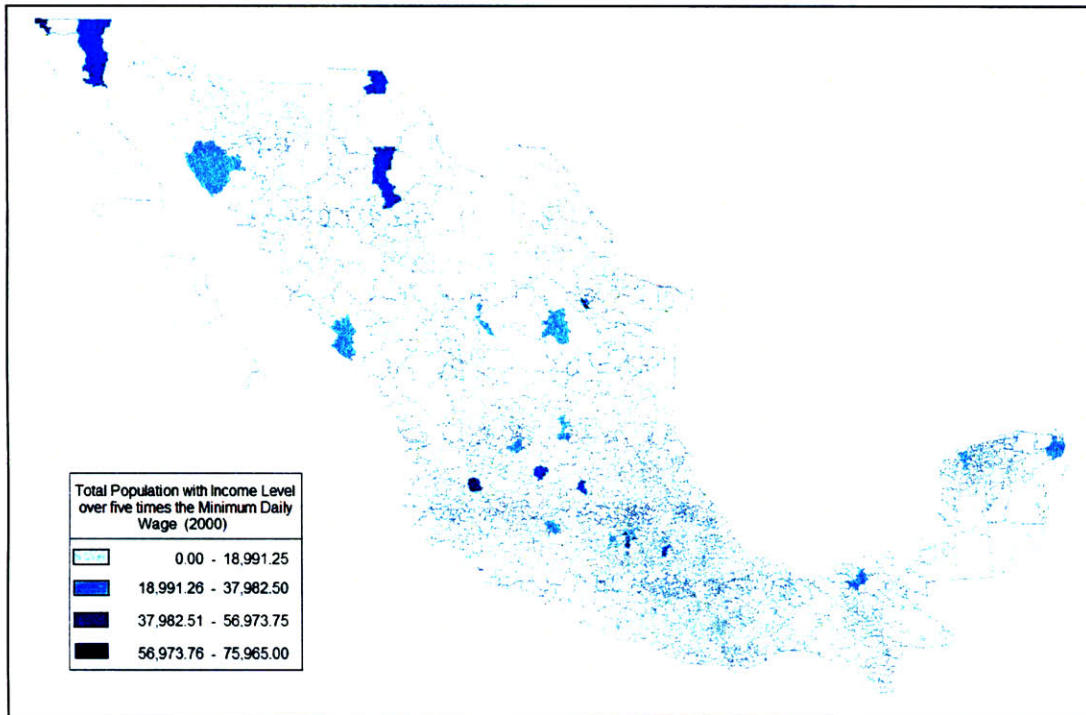 Total Population with Income Level
over five times the Minimum Daily
Wage (2000)
0.00 - 18,991.25
18,991.26 - 37,982.50
37,982.51 - 56,973.75
56,973.76 - 75,965.00